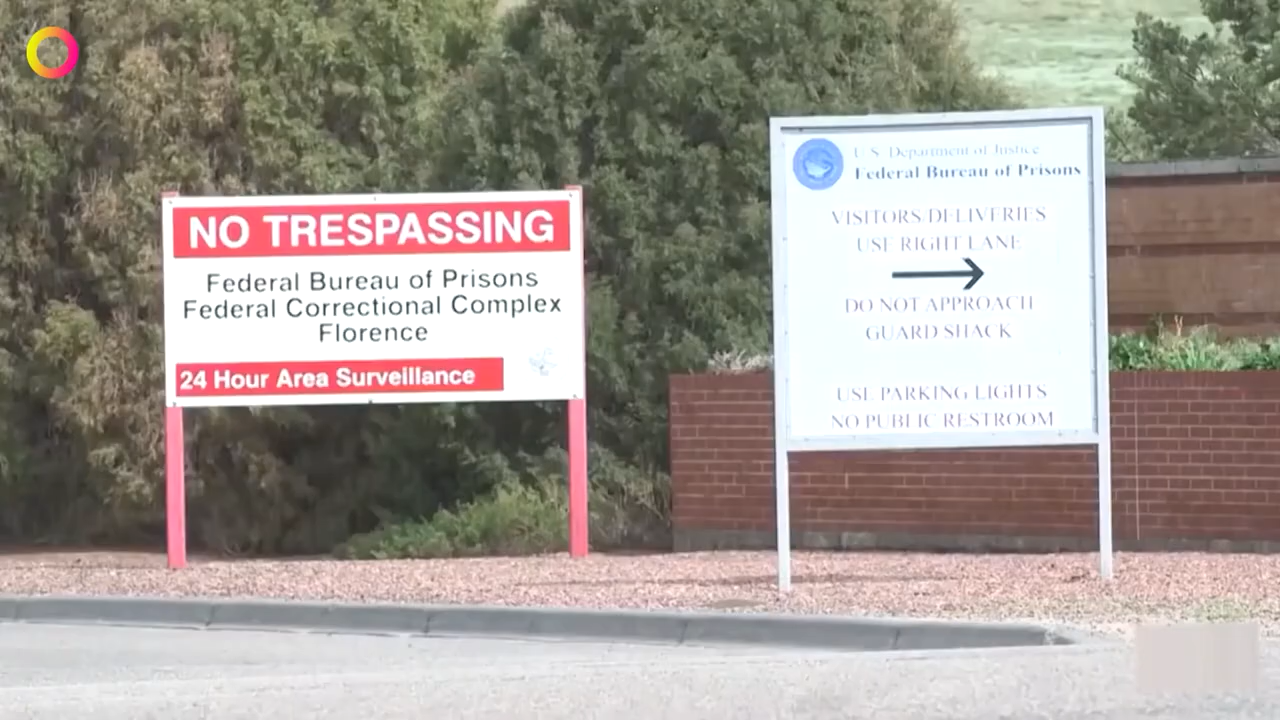 NO TRESPASSING
Federal Bureau of Prisons
Federal Correctional Complex
Florence
24 Hour Area Surveillance
U.S. Department of Justice
Federal Bureau of Prisons
VISITORS/DELIVERIES
USE RIGHT LANE
DO NOT APPROACH
GUARD SHACK
USE PARKING LIGHTS
NO PUBLIC RESTROOM